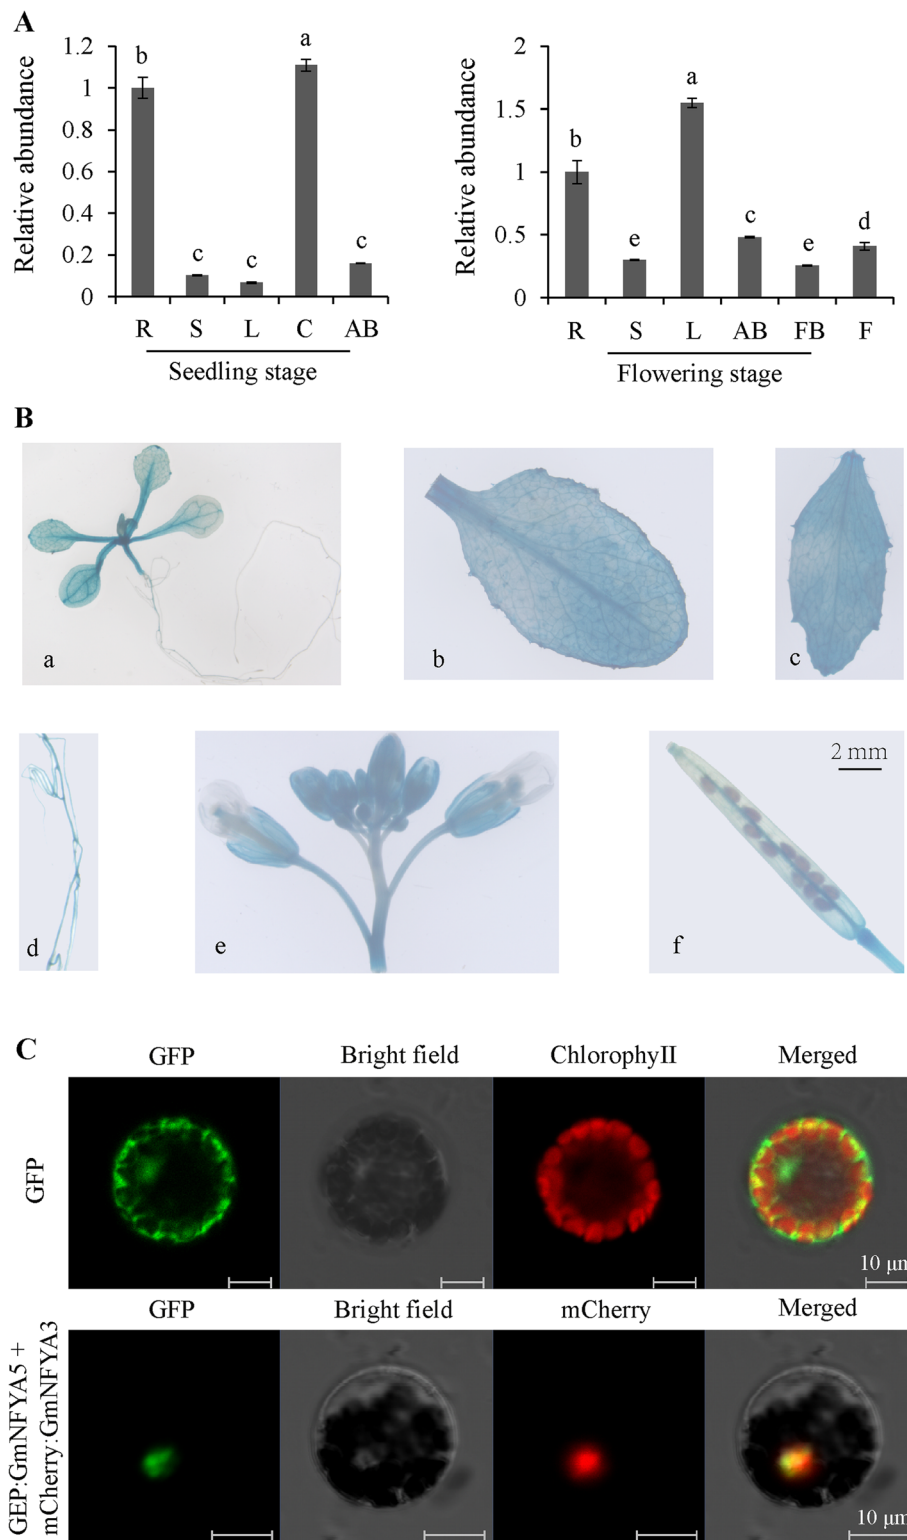 A
Relative abundance
1.2
1
0.8
0.6
0.4
0.2
0
b
c
c
a
c
R S L C AB
Seedling stage
Relative abundance
2
1.5
1
0.5
0
b
e
a
c
e
d
R S L AB FB F
Flowering stage
B
a
b
c
d
e
f
2 mm
C
GFP Bright field ChlorophyII Merged
GFP
10 μm
GFP Bright field mCherry Merged
GEP:GmNFYA5 +
mCherry:GmNFYA3
10 μm